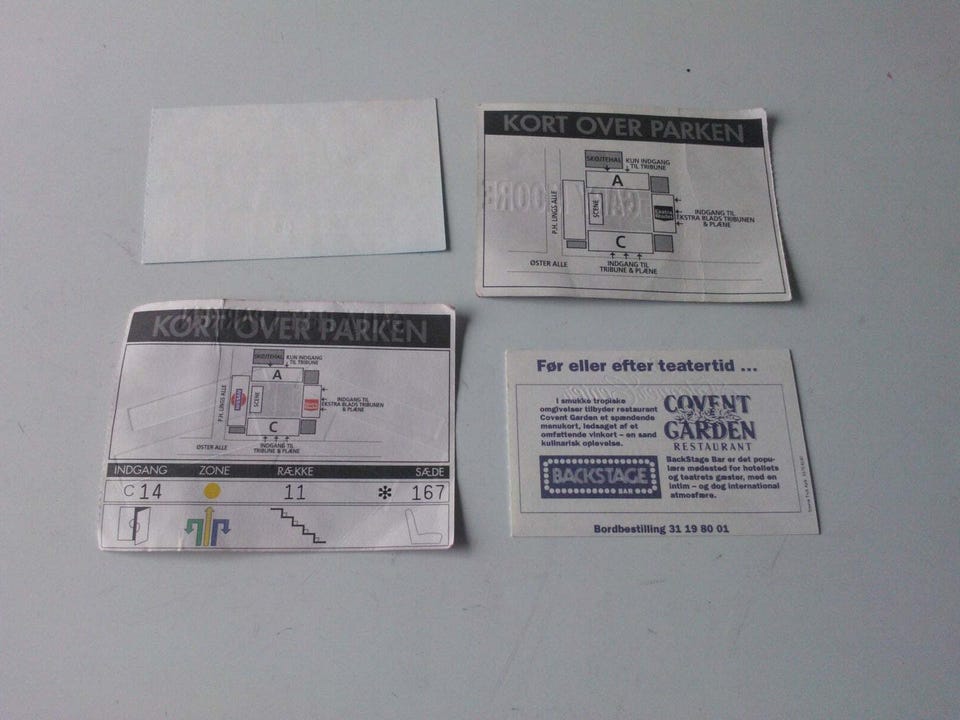 KORT OVER PARKEN
SKØJTEHAL
KUN INDGANG
TIL TRIBUNE
A
P.H. LINGS ALLE
SCENE
INDGANG TIL
EKSTRA BLADS TRIBUNEN
& PLÆNE
C
ØSTER ALLE
INDGANG TIL
TRIBUNE & PLÆNE
KORT OVER PARKEN
SKØJTEHAL
KUN INDGANG
TIL TRIBUNE
A
P.H. LINGS ALLE
SCENE
INDGANG TIL
EKSTRA BLADS TRIBUNEN
& PLÆNE
C
ØSTER ALLE
INDGANG TIL
TRIBUNE & PLÆNE
INDGANG ZONE RÆKKE SÆDE
C 14 11 * 167
Før eller efter teatertid ...
I smukke tropiske
omgivelser tilbyder restaurant
Covent Garden et spændende
menukort, ledsaget af et
omfattende vinkort – en sand
kulinarisk oplevelse.
COVENT
GARDEN
RESTAURANT
BACKSTAGE
BAR
BackStage Bar er det popu-
lære mødested for hotellets
og teatrets gæster, med en
intim – og dog international
atmosfære.
Bordbestilling 31 19 80 01